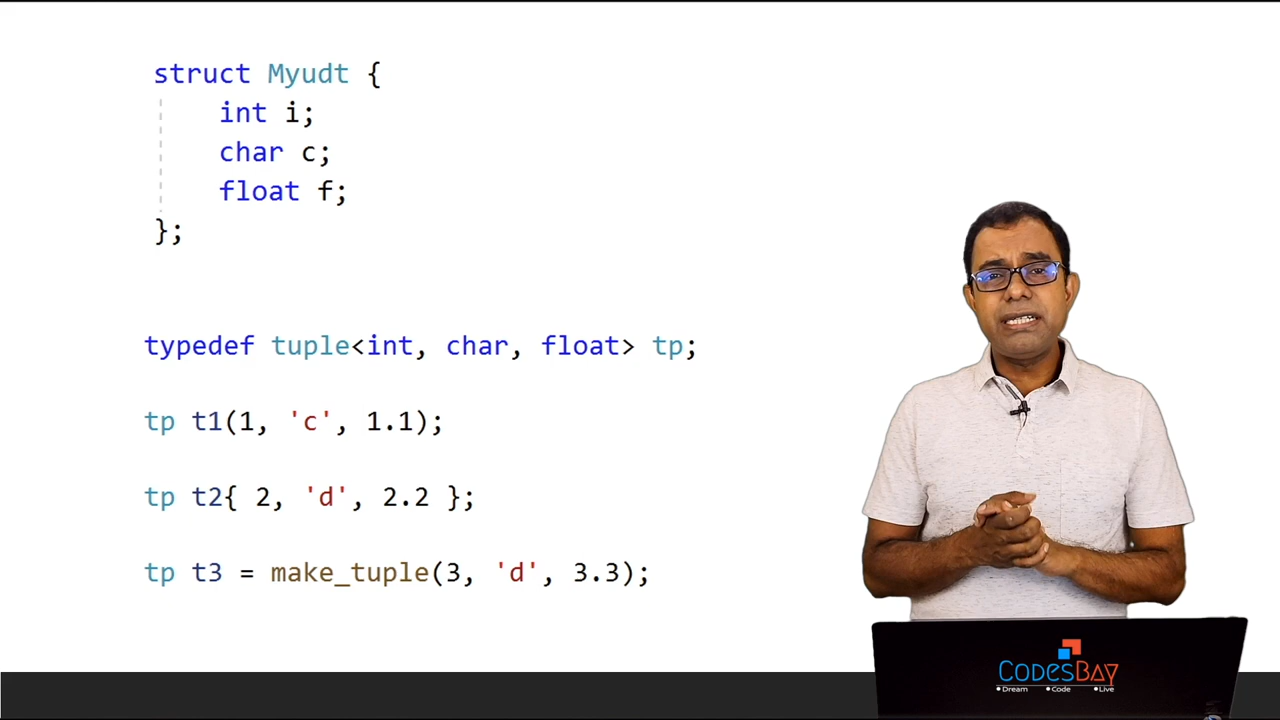 struct Myudt {
int i;
char c;
float f;
};
typedef tuple<int, char, float> tp;
tp t1(1, 'c', 1.1);
tp t2{ 2, 'd', 2.2 };
tp t3 = make_tuple(3, 'd', 3.3);
CodesBay
•Dream •Code •Live